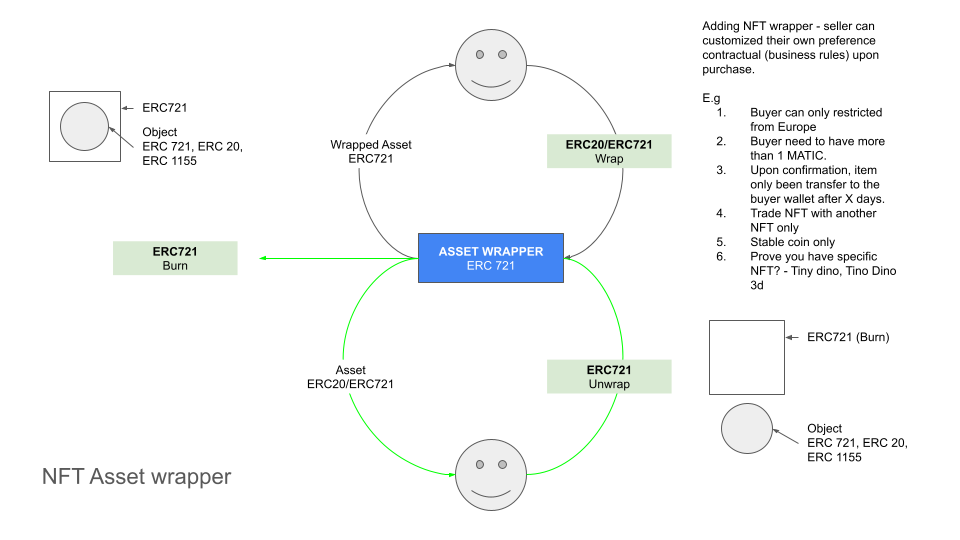 Adding NFT wrapper - seller can
customized their own preference
contractual (business rules) upon
purchase.
E.g
1. Buyer can only restricted
from Europe
2. Buyer need to have more
than 1 MATIC.
3. Upon confirmation, item
only been transfer to the
buyer wallet after X days.
4. Trade NFT with another
NFT only
5. Stable coin only
6. Prove you have specific
NFT? - Tiny dino, Tino Dino
3d
ERC721
Object
ERC 721, ERC 20,
ERC 1155
Wrapped Asset
ERC721
ERC20/ERC721
Wrap
ERC721
Burn
ASSET WRAPPER
ERC 721
Asset
ERC20/ERC721
ERC721
Unwrap
ERC721 (Burn)
Object
ERC 721, ERC 20,
ERC 1155
NFT Asset wrapper